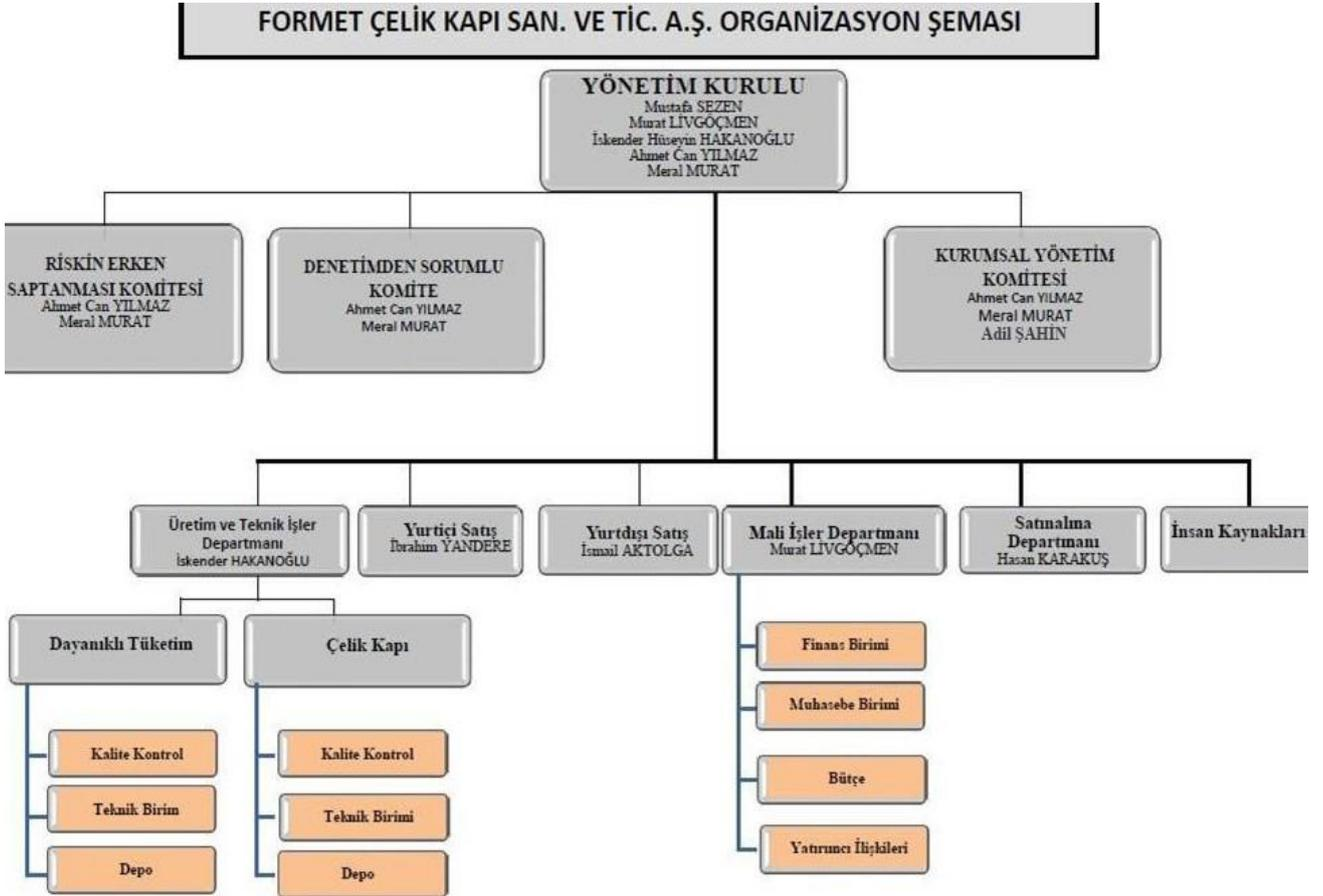 FORMET ÇELİK KAPI SAN. VE TİC. A.Ş. ORGANİZASYON ŞEMASI
YÖNETİM KURULU
Mustafa SEZEN
Murat LİVGÖÇMEN
İskender Hüseyin HAKANOĞLU
Ahmet Can YILMAZ
Meral MURAT
RİSKİN ERKEN
SAPTANMASI KOMİTESİ
Ahmet Can YILMAZ
Meral MURAT
DENETİMDEN SORUMLU
KOMİTE
Ahmet Can YILMAZ
Meral MURAT
KURUMSAL YÖNETİM
KOMİTESİ
Ahmet Can YILMAZ
Meral MURAT
Adil ŞAHİN
Üretim ve Teknik İşler
Departmanı
İskender HAKANOĞLU
Yurtiçi Satış
İbrahim YANDERE
Yurtdışı Satış
İsmail AKTOLGA
Mali İşler Departmanı
Murat LİVGÖÇMEN
Satınalına
Departmanı
Hasan KARAKUŞ
İnsan Kaynakları
Dayanıklı Tüketim
Çelik Kapı
Kalite Kontrol
Teknik Birim
Depo
Kalite Kontrol
Teknik Birimi
Depo
Finans Birimi
Muhasebe Birimi
Bütçe
Yatırımcı İlişkileri